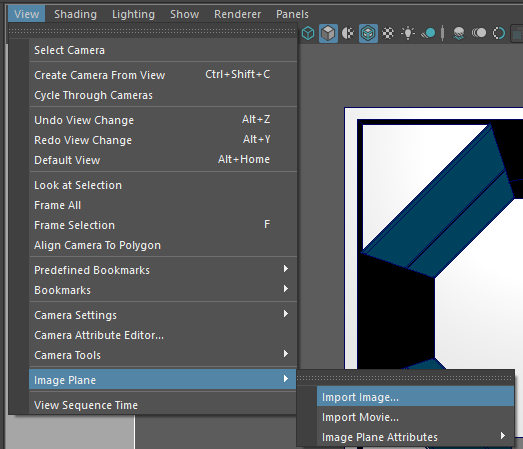 View Shading Lighting Show Renderer Panels
Select Camera
Create Camera From View Ctrl+Shift+C
Cycle Through Cameras
Undo View Change Alt+Z
Redo View Change Alt+Y
Default View Alt+Home
Look at Selection
Frame All
Frame Selection F
Align Camera To Polygon
Predefined Bookmarks
Bookmarks
Camera Settings
Camera Attribute Editor...
Camera Tools
Image Plane
Import Image...
View Sequence Time
Import Movie...
Image Plane Attributes